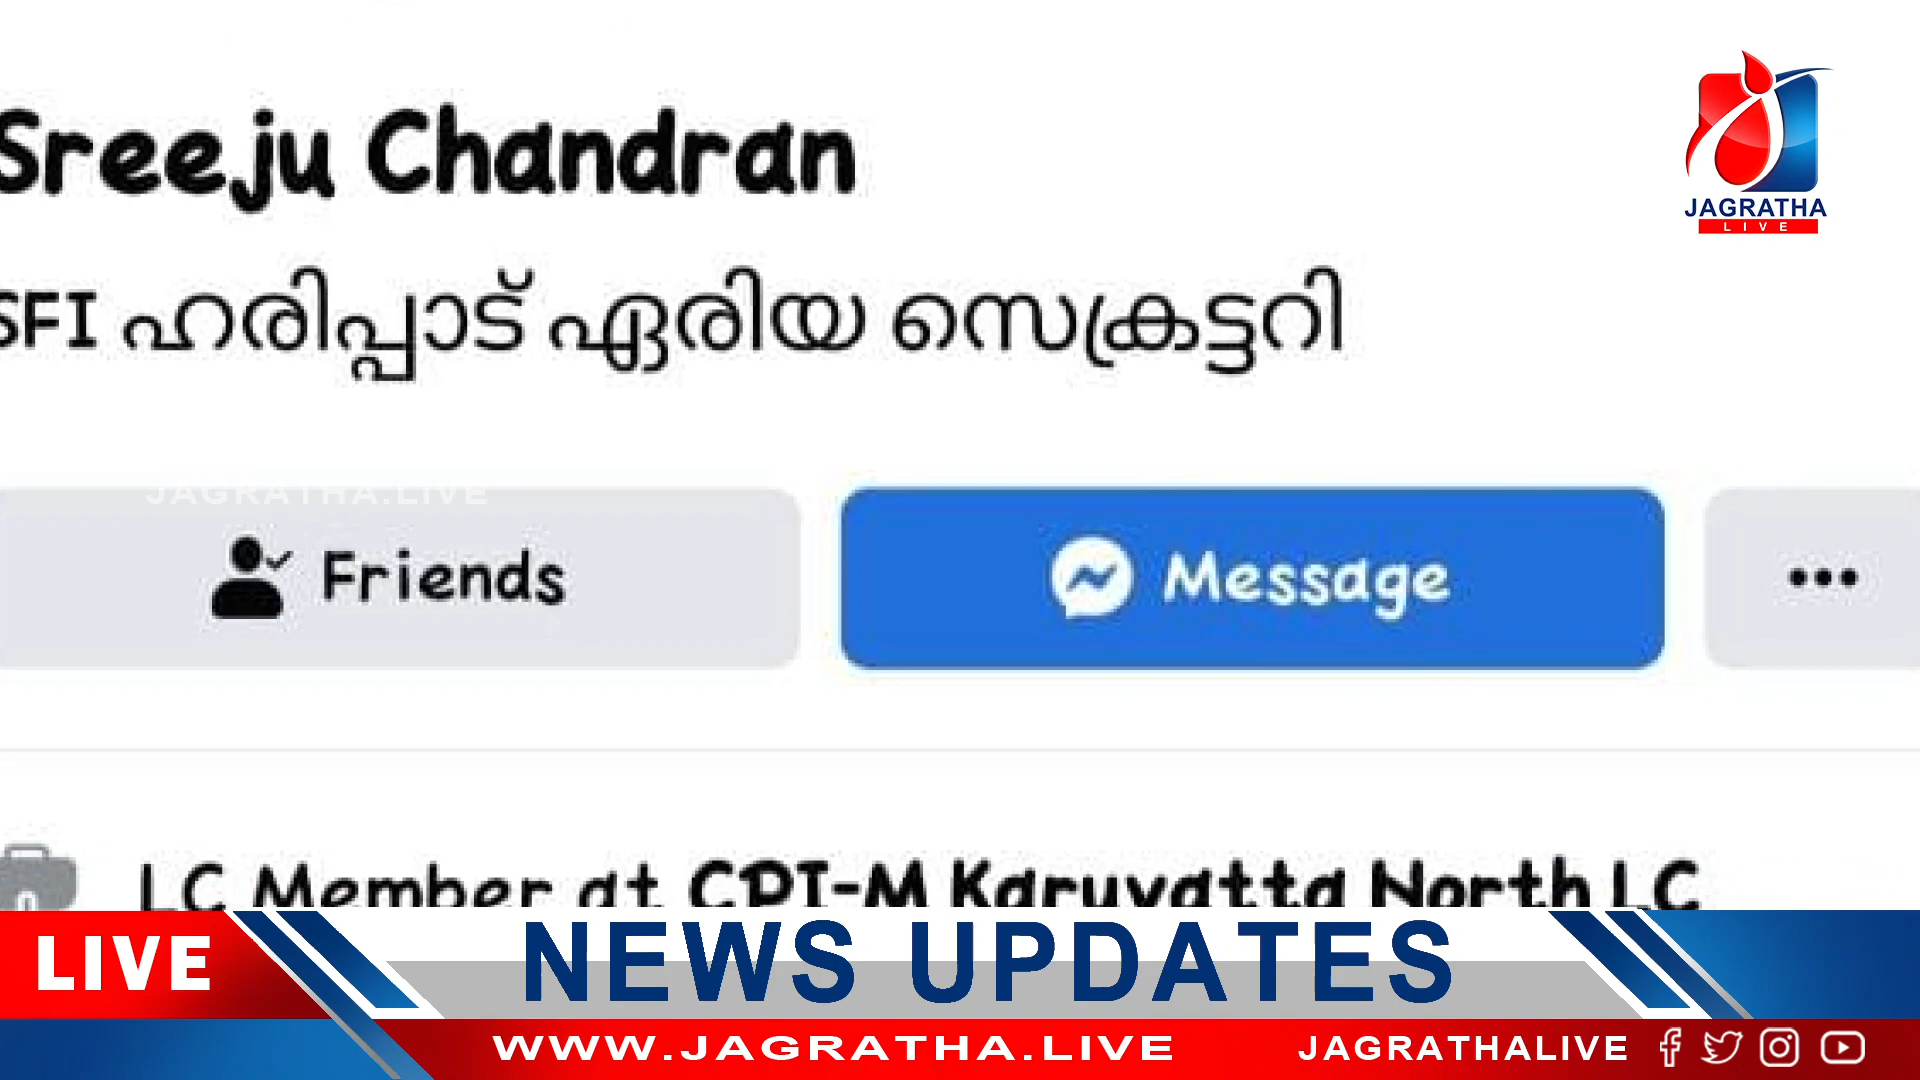 Sreeju Chandran
JAGRATHA
LIVE
SFI ഹരിപ്പാട് ഏരിയ സെക്രട്ടറി
JAGRATHA.LIVE
Friends
Message
LC Member at CPI-M Karuvatta North LC
LIVE
NEWS UPDATES
WWW.JAGRATHA.LIVE
JAGRATHALIVE